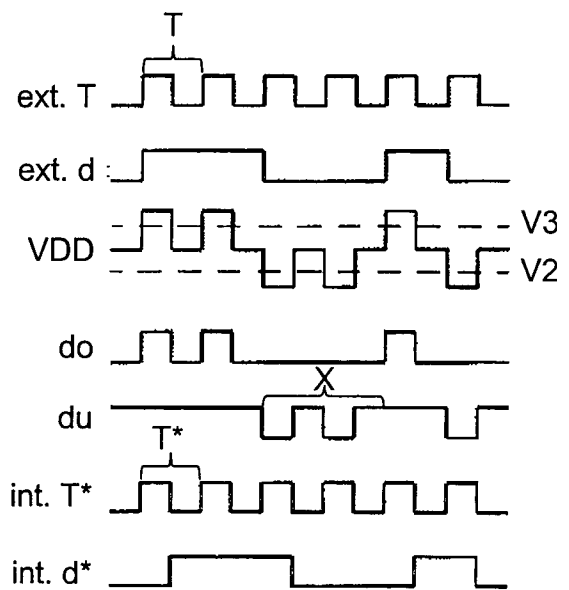 T
ext. T
ext. d
V3
VDD
V2
do
X
du
T*
int. T*
int. d*